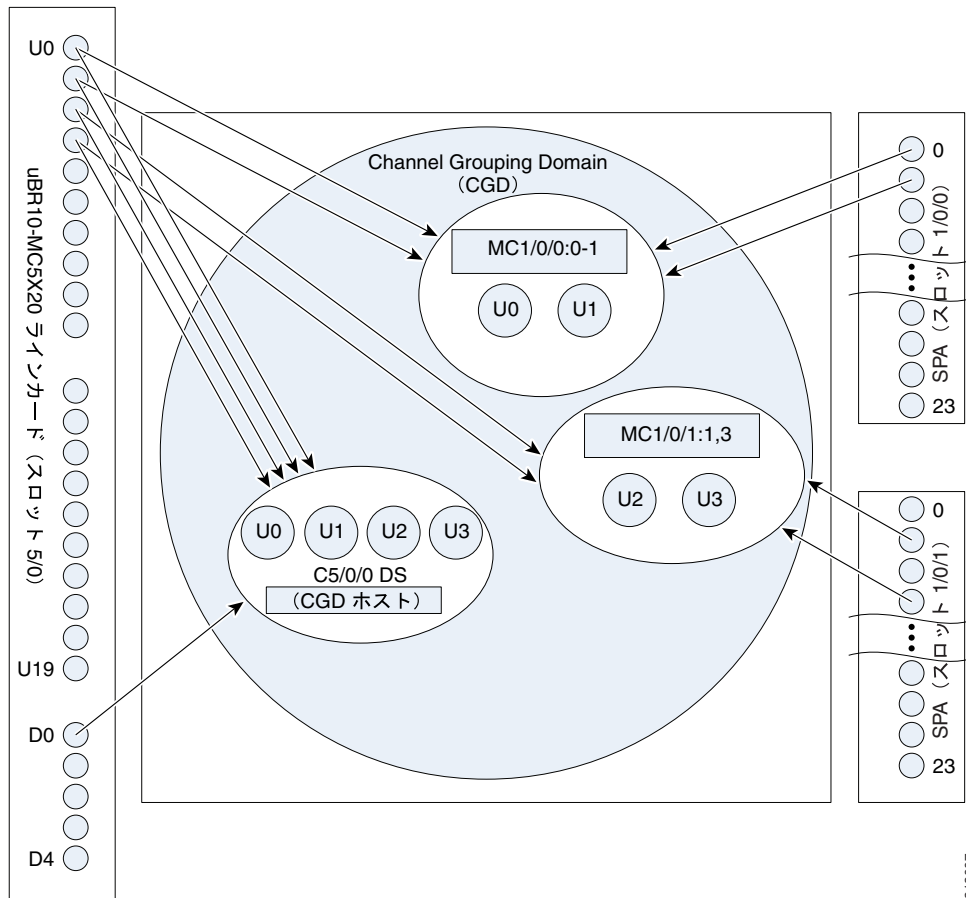 U0
uBR10-MC5X20 ラインカード (スロット 5/0)
U19
D0
D4
Channel Grouping Domain
(CGD)
MC1/0/0:0-1
U0 U1
MC1/0/1:1,3
U2 U3
U0 U1 U2 U3
C5/0/0 DS
(CGD ホスト)
0
SPA (スロット 1/0/0)
23
0
SPA (スロット 1/0/1)
23